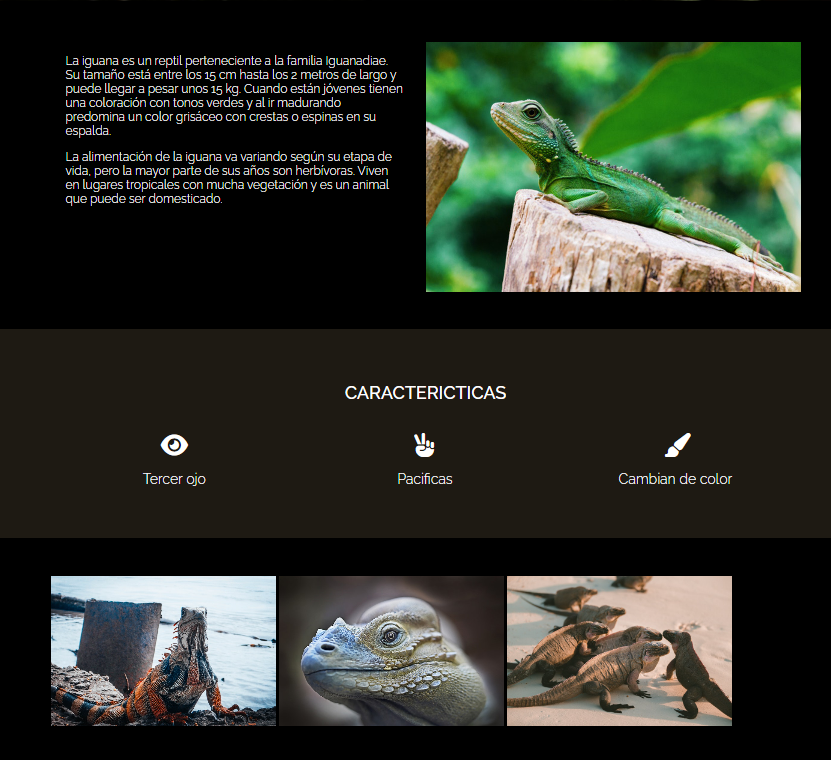 La iguana es un reptil perteneciente a la familia Iguanadiae.
Su tamaño está entre los 15 cm hasta los 2 metros de largo y
puede llegar a pesar unos 15 kg. Cuando están jóvenes tienen
una coloración con tonos verdes y al ir madurando
predomina un color grisáceo con crestas o espinas en su
espalda.
La alimentación de la iguana va variando según su etapa de
vida, pero la mayor parte de sus años son herbívoras. Viven
en lugares tropicales con mucha vegetación y es un animal
que puede ser domesticado.
CARACTERICTICAS
Tercer ojo
Pacificas
Cambian de color